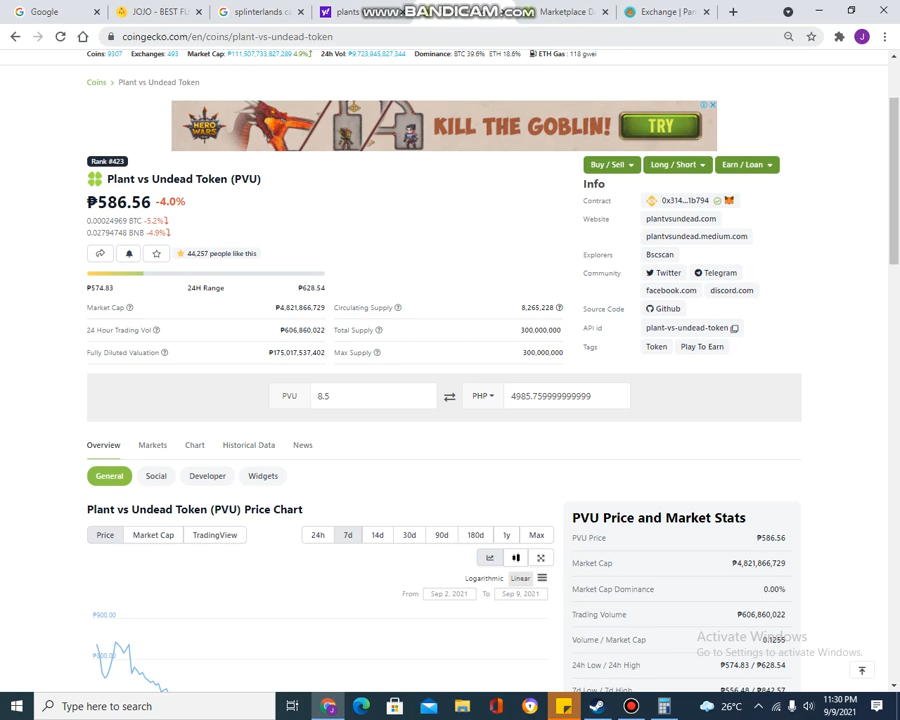 Google
JOJO - BEST FL
splinterlands c
plants
www.BANDICAM.com
Marketplace D
Exchange | Pan
coingecko.com/en/coins/plant-vs-undead-token
J
Coins: 9307 Exchanges: 493 Market Cap: ₱111,507,733,827,289 4.9% 24h Vol: ₱9,723,945,827,344 Dominance: BTC 39.6% ETH 18.6% ETH Gas: 118 gwei
Coins > Plant vs Undead Token
HERO WARS
KILL THE GOBLIN!
TRY
Rank #423
Plant vs Undead Token (PVU)
₱586.56 -4.0%
0.00024969 BTC -5.2%
0.02794748 BNB -4.9%
44,257 people like this
₱574.83 24H Range ₱628.54
Market Cap ₱4,821,866,729 Circulating Supply 8,265,228
24 Hour Trading Vol ₱606,860,022 Total Supply 300,000,000
Fully Diluted Valuation ₱175,017,537,402 Max Supply 300,000,000
Buy / Sell Long / Short Earn / Loan
Info
Contract 0x314...1b794
Website plantvsundead.com
plantvsundead.medium.com
Explorers Bscscan
Community Twitter Telegram
facebook.com discord.com
Source Code Github
API id plant-vs-undead-token
Tags Token Play To Earn
PVU 8.5 PHP 4985.759999999999
Overview Markets Chart Historical Data News
General Social Developer Widgets
Plant vs Undead Token (PVU) Price Chart
Price Market Cap TradingView 24h 7d 14d 30d 90d 180d 1y Max
Logarithmic Linear
From Sep 2, 2021 To Sep 9, 2021
₱900.00
₱800.00
PVU Price and Market Stats
PVU Price ₱586.56
Market Cap ₱4,821,866,729
Market Cap Dominance 0.00%
Trading Volume ₱606,860,022
Volume / Market Cap 0.1255
24h Low / 24h High ₱574.83 / ₱628.54
7d Low / 7d High ₱556.48 / ₱842.57
Activate Windows
Go to Settings to activate Windows.
Type here to search
26°C
11:30 PM
9/9/2021